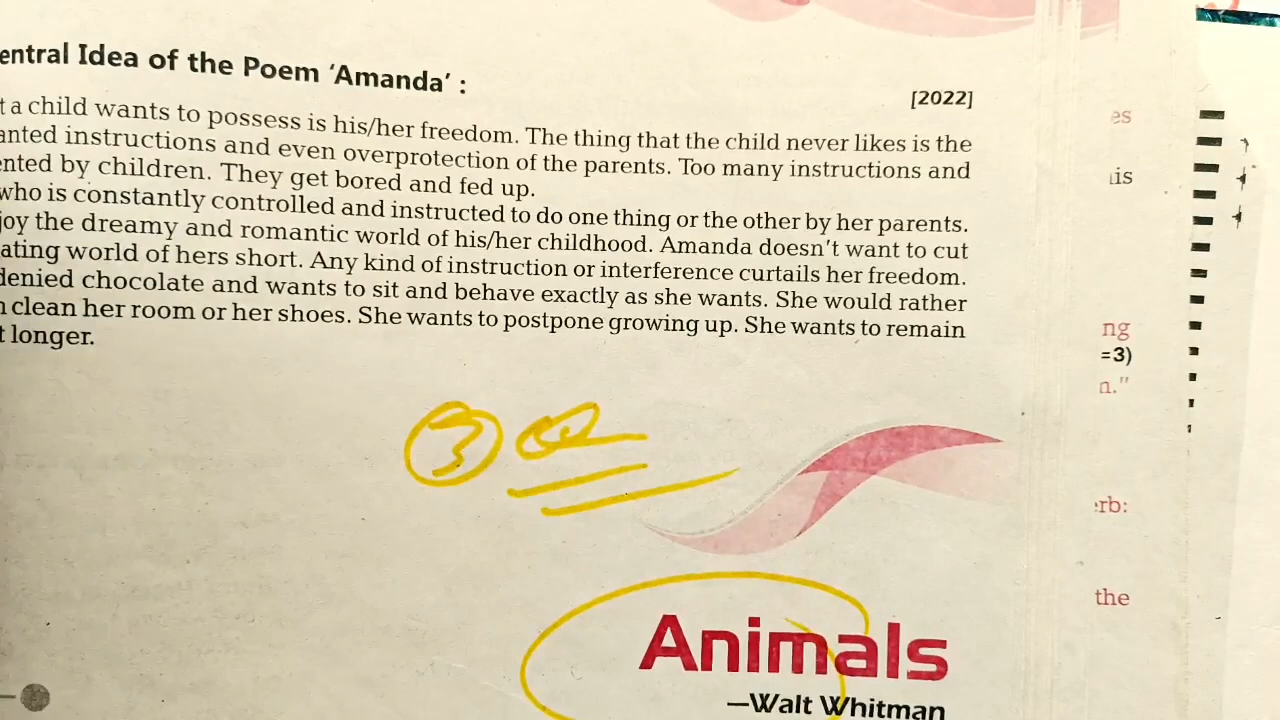 entral Idea of the Poem ‘Amanda’ :
[2022]
t a child wants to possess is his/her freedom. The thing that the child never likes is the
anted instructions and even overprotection of the parents. Too many instructions and
ented by children. They get bored and fed up.
who is constantly controlled and instructed to do one thing or the other by her parents.
joy the dreamy and romantic world of his/her childhood. Amanda doesn’t want to cut
ating world of hers short. Any kind of instruction or interference curtails her freedom.
denied chocolate and wants to sit and behave exactly as she wants. She would rather
clean her room or her shoes. She wants to postpone growing up. She wants to remain
t longer.
3
Animals
—Walt Whitman
es
is
ng
=3)
n."
rb:
the